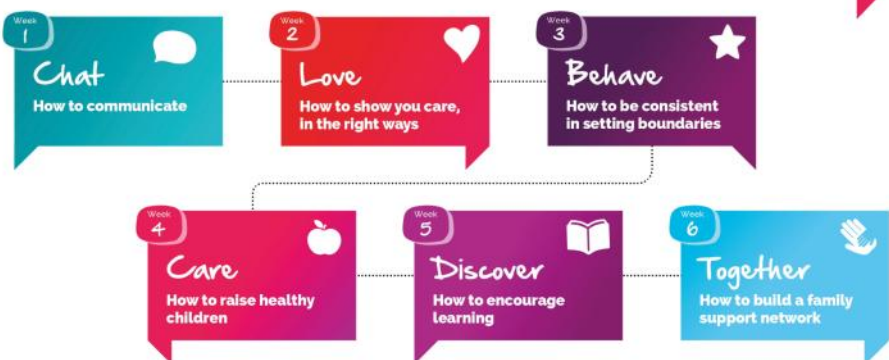 Week
1
Chat
How to communicate
Week
2
Love
How to show you care,
in the right ways
Week
3
Behave
How to be consistent
in setting boundaries
Week
4
Care
How to raise healthy
children
Week
5
Discover
How to encourage
learning
Week
6
Together
How to build a family
support network